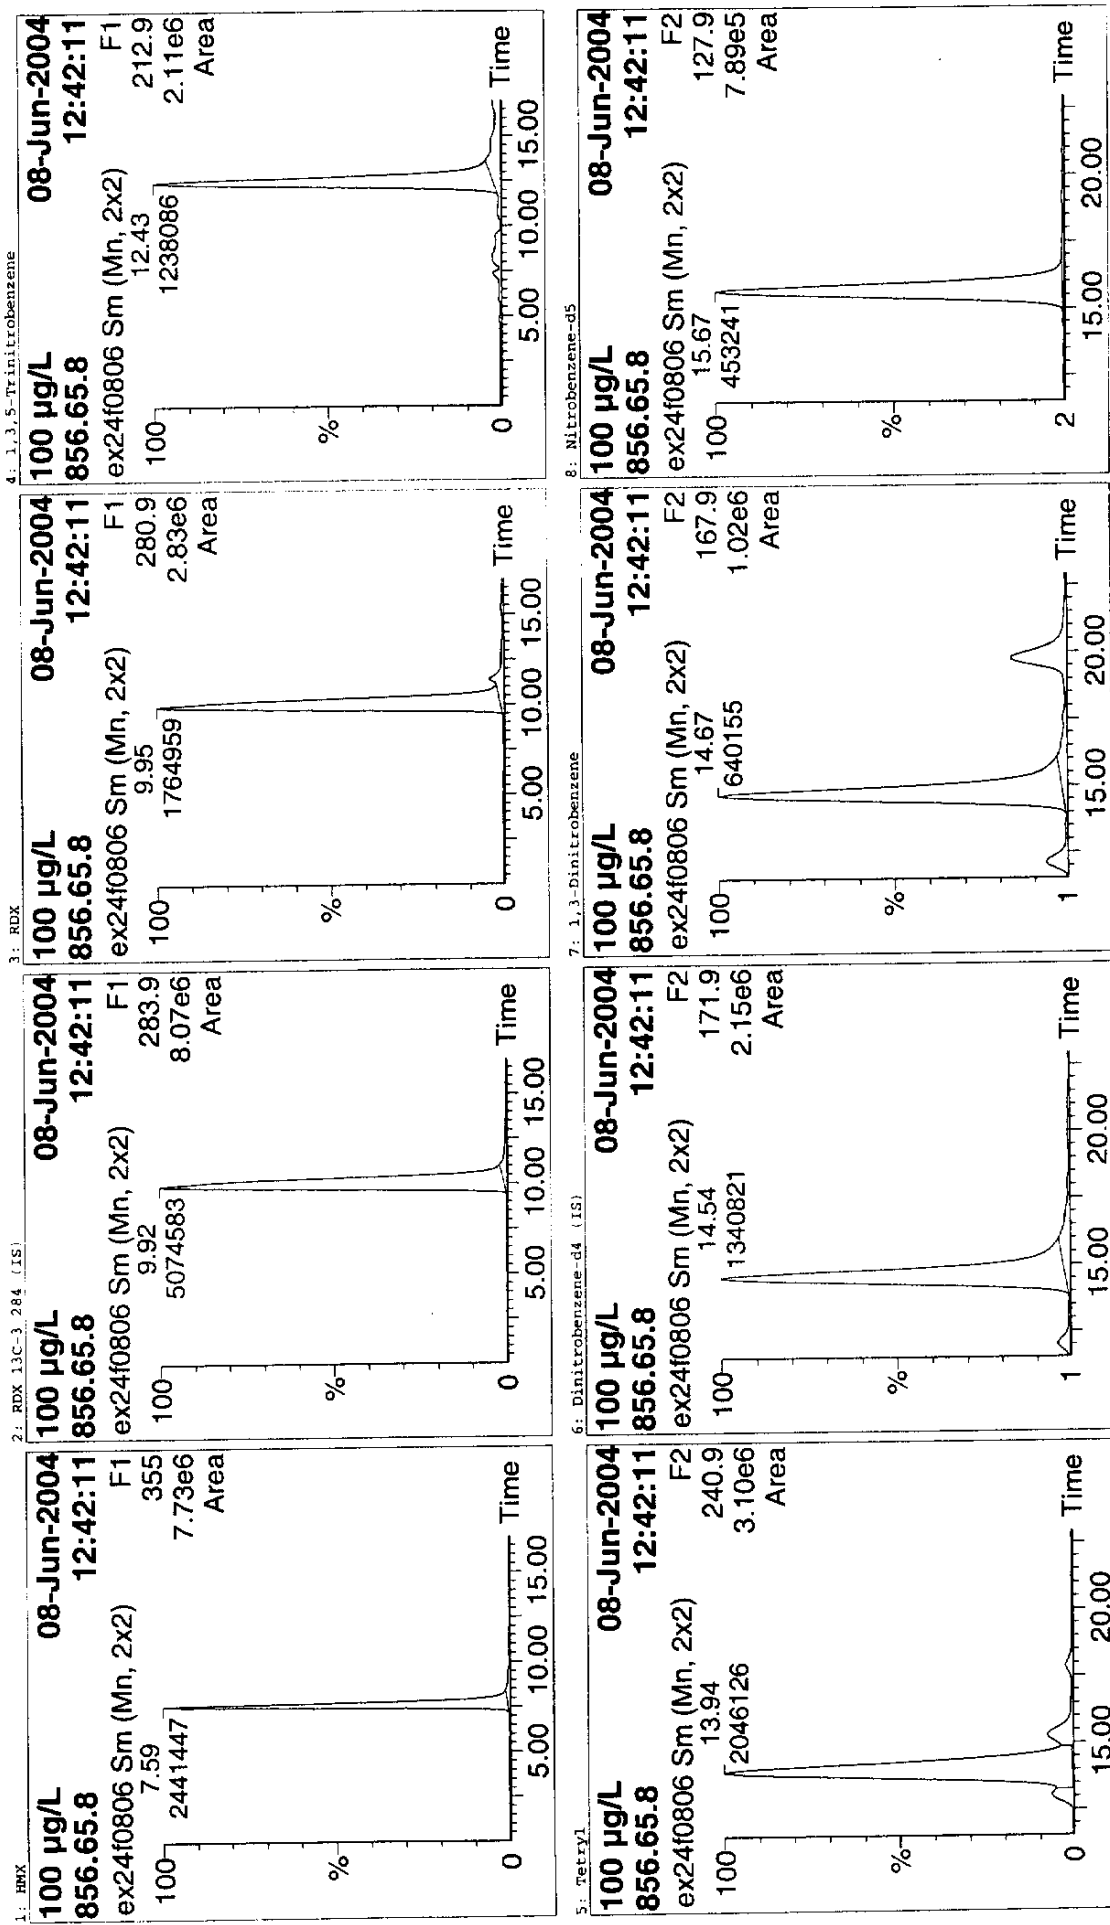 1: HMX
100 µg/L 08-Jun-2004
856.65.8 12:42:11
ex24f0806 Sm (Mn, 2x2) F1
7.59 355
2441447 7.73e6
Area
100
%
0
5.00 10.00 15.00 Time
2: RDX 13C-3 284 (IS)
100 µg/L 08-Jun-2004
856.65.8 12:42:11
ex24f0806 Sm (Mn, 2x2) F1
9.92 283.9
5074583 8.07e6
Area
100
%
0
5.00 10.00 15.00 Time
3: RDX
100 µg/L 08-Jun-2004
856.65.8 12:42:11
ex24f0806 Sm (Mn, 2x2) F1
9.95 280.9
1764959 2.83e6
Area
100
%
0
5.00 10.00 15.00 Time
4: 1,3,5-Trinitrobenzene
100 µg/L 08-Jun-2004
856.65.8 12:42:11
ex24f0806 Sm (Mn, 2x2) F1
12.43 212.9
1238086 2.11e6
Area
100
%
0
5.00 10.00 15.00 Time
5: Tetryl
100 µg/L 08-Jun-2004
856.65.8 12:42:11
ex24f0806 Sm (Mn, 2x2) F2
13.94 240.9
2046126 3.10e6
Area
100
%
0
15.00 20.00 Time
6: Dinitrobenzene-d4 (IS)
100 µg/L 08-Jun-2004
856.65.8 12:42:11
ex24f0806 Sm (Mn, 2x2) F2
14.54 171.9
1340821 2.15e6
Area
100
%
1
15.00 20.00 Time
7: 1,3-Dinitrobenzene
100 µg/L 08-Jun-2004
856.65.8 12:42:11
ex24f0806 Sm (Mn, 2x2) F2
14.67 167.9
640155 1.02e6
Area
100
%
1
15.00 20.00 Time
8: Nitrobenzene-d5
100 µg/L 08-Jun-2004
856.65.8 12:42:11
ex24f0806 Sm (Mn, 2x2) F2
15.67 127.9
453241 7.89e5
Area
100
%
2
15.00 20.00 Time